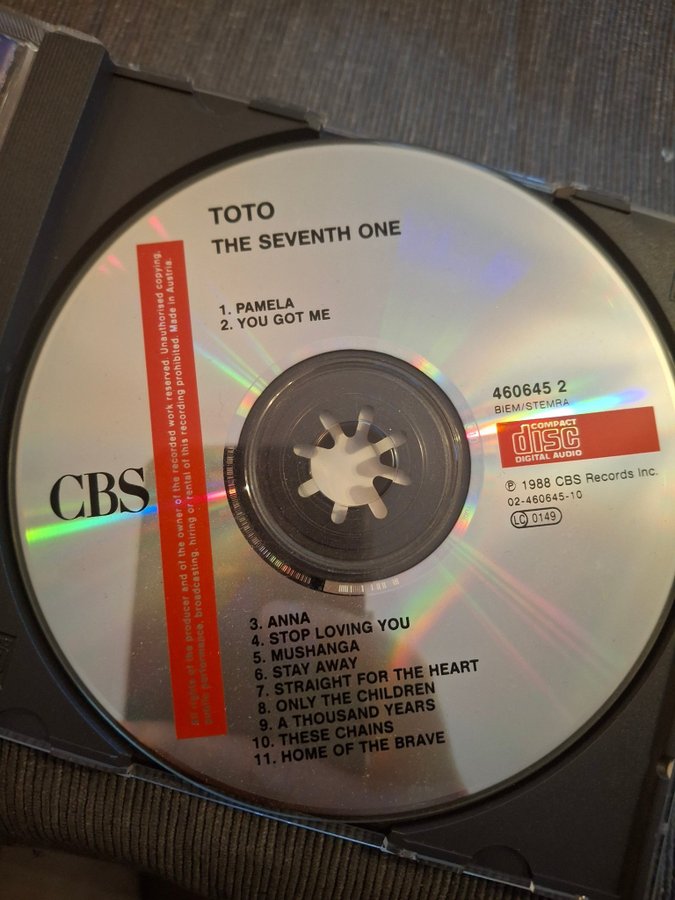 TOTO
THE SEVENTH ONE
1. PAMELA
2. YOU GOT ME
460645 2
BIEM/STEMRA
COMPACT
disc
DIGITAL AUDIO
℗ 1988 CBS Records Inc.
02-460645-10
LC 0149
CBS
All rights of the producer and of the owner of the recorded work reserved. Unauthorised copying,
public performance, broadcasting, hiring or rental of this recording prohibited. Made in Austria.
3. ANNA
4. STOP LOVING YOU
5. MUSHANGA
6. STAY AWAY
7. STRAIGHT FOR THE HEART
8. ONLY THE CHILDREN
9. A THOUSAND YEARS
10. THESE CHAINS
11. HOME OF THE BRAVE